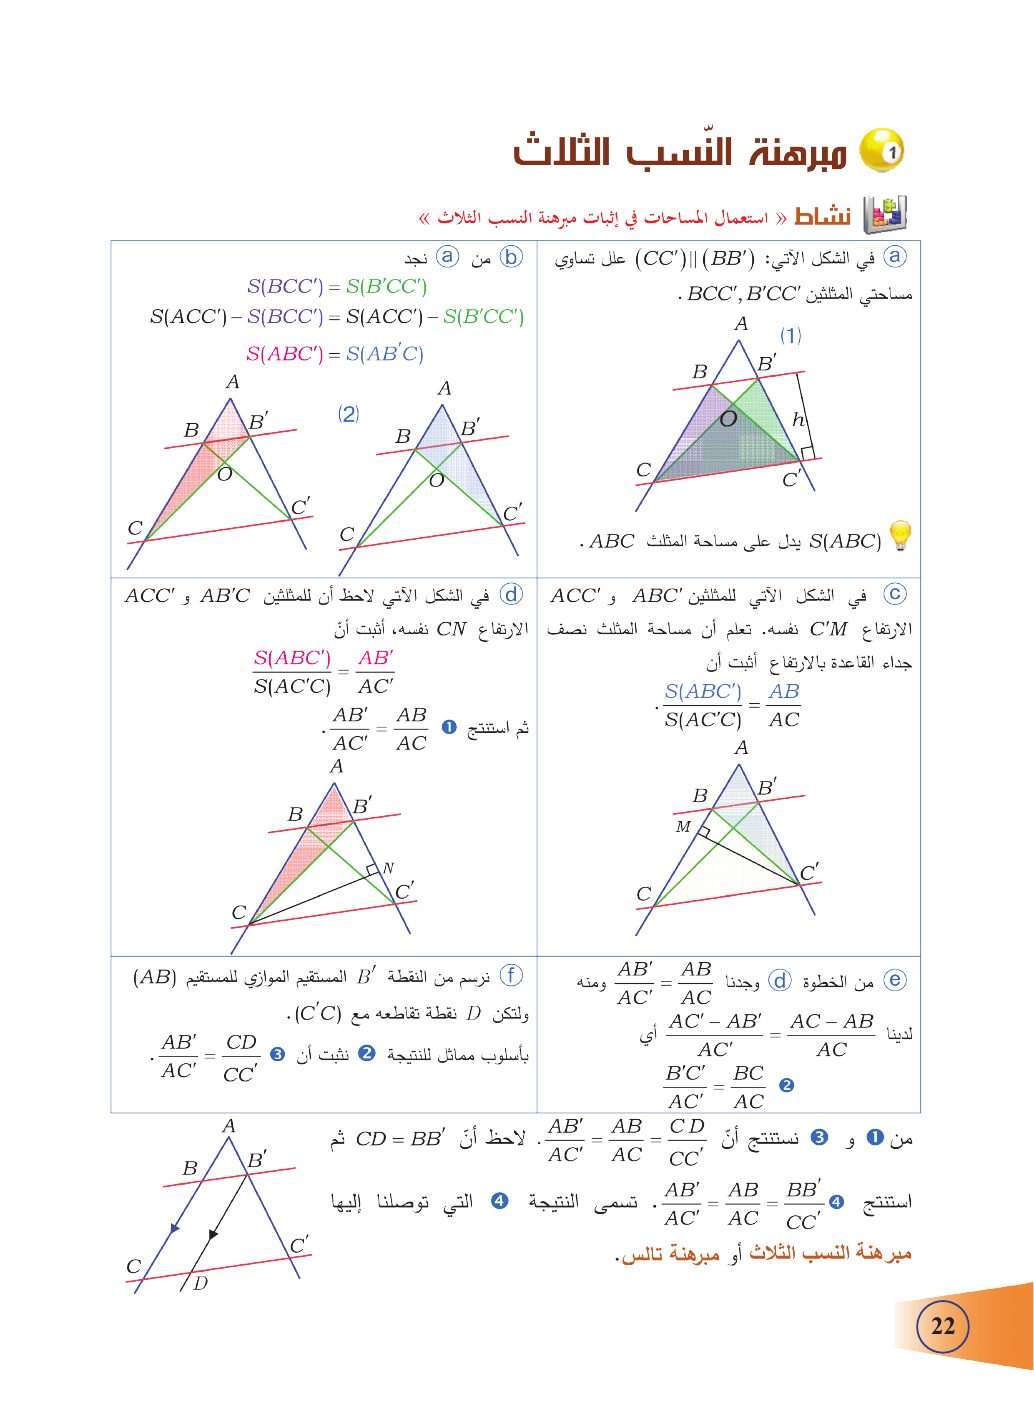 1 مبرهنة النّسب الثلاث
نشاط « استعمال المساحات في إثبات مبرهنة النسب الثلاث »
a في الشكل الآتي: (CC′) || (BB′) علل تساوي
مساحتي المثلثين BCC′, B′CC′ .
A
(1)
B
B′
O
h
C
C′
S(ABC) يدل على مساحة المثلث ABC .
b من a نجد
S(BCC′) = S(B′CC′)
S(ACC′) − S(BCC′) = S(ACC′) − S(B′CC′)
S(ABC′) = S(AB′C)
(2)
A
B
B′
O
C
C′
A
B
B′
O
C
C′
c في الشكل الآتي للمثلثين ABC′ و ACC′
الارتفاع C′M نفسه. تعلم أن مساحة المثلث نصف
جداء القاعدة بالارتفاع أثبت أن
S(ABC′)/S(AC′C) = AB/AC .
A
B
B′
M
C
C′
d في الشكل الآتي لاحظ أن للمثلثين AB′C و ACC′
الارتفاع CN نفسه، أثبت أنّ
S(ABC′)/S(AC′C) = AB′/AC′
ثم استنتج ❶ AB′/AC′ = AB/AC .
A
B
B′
N
C
C′
e من الخطوة d وجدنا AB′/AC′ = AB/AC ومنه
لدينا (AC′ − AB′)/AC′ = (AC − AB)/AC أي
❷ B′C′/AC′ = BC/AC
f نرسم من النقطة B′ المستقيم الموازي للمستقيم (AB)
ولتكن D نقطة تقاطعه مع (C′C).
بأسلوب مماثل للنتيجة ❷ نثبت أن ❸ AB′/AC′ = CD/CC′ .
من ❶ و ❸ نستنتج أنّ AB′/AC′ = AB/AC = CD/CC′ . لاحظ أنّ CD = BB′ ثم
استنتج ❹ AB′/AC′ = AB/AC = BB′/CC′ . تسمى النتيجة ❹ التي توصلنا إليها
مبرهنة النسب الثلاث أو مبرهنة تالس.
A
B
B′
C
C′
D
22